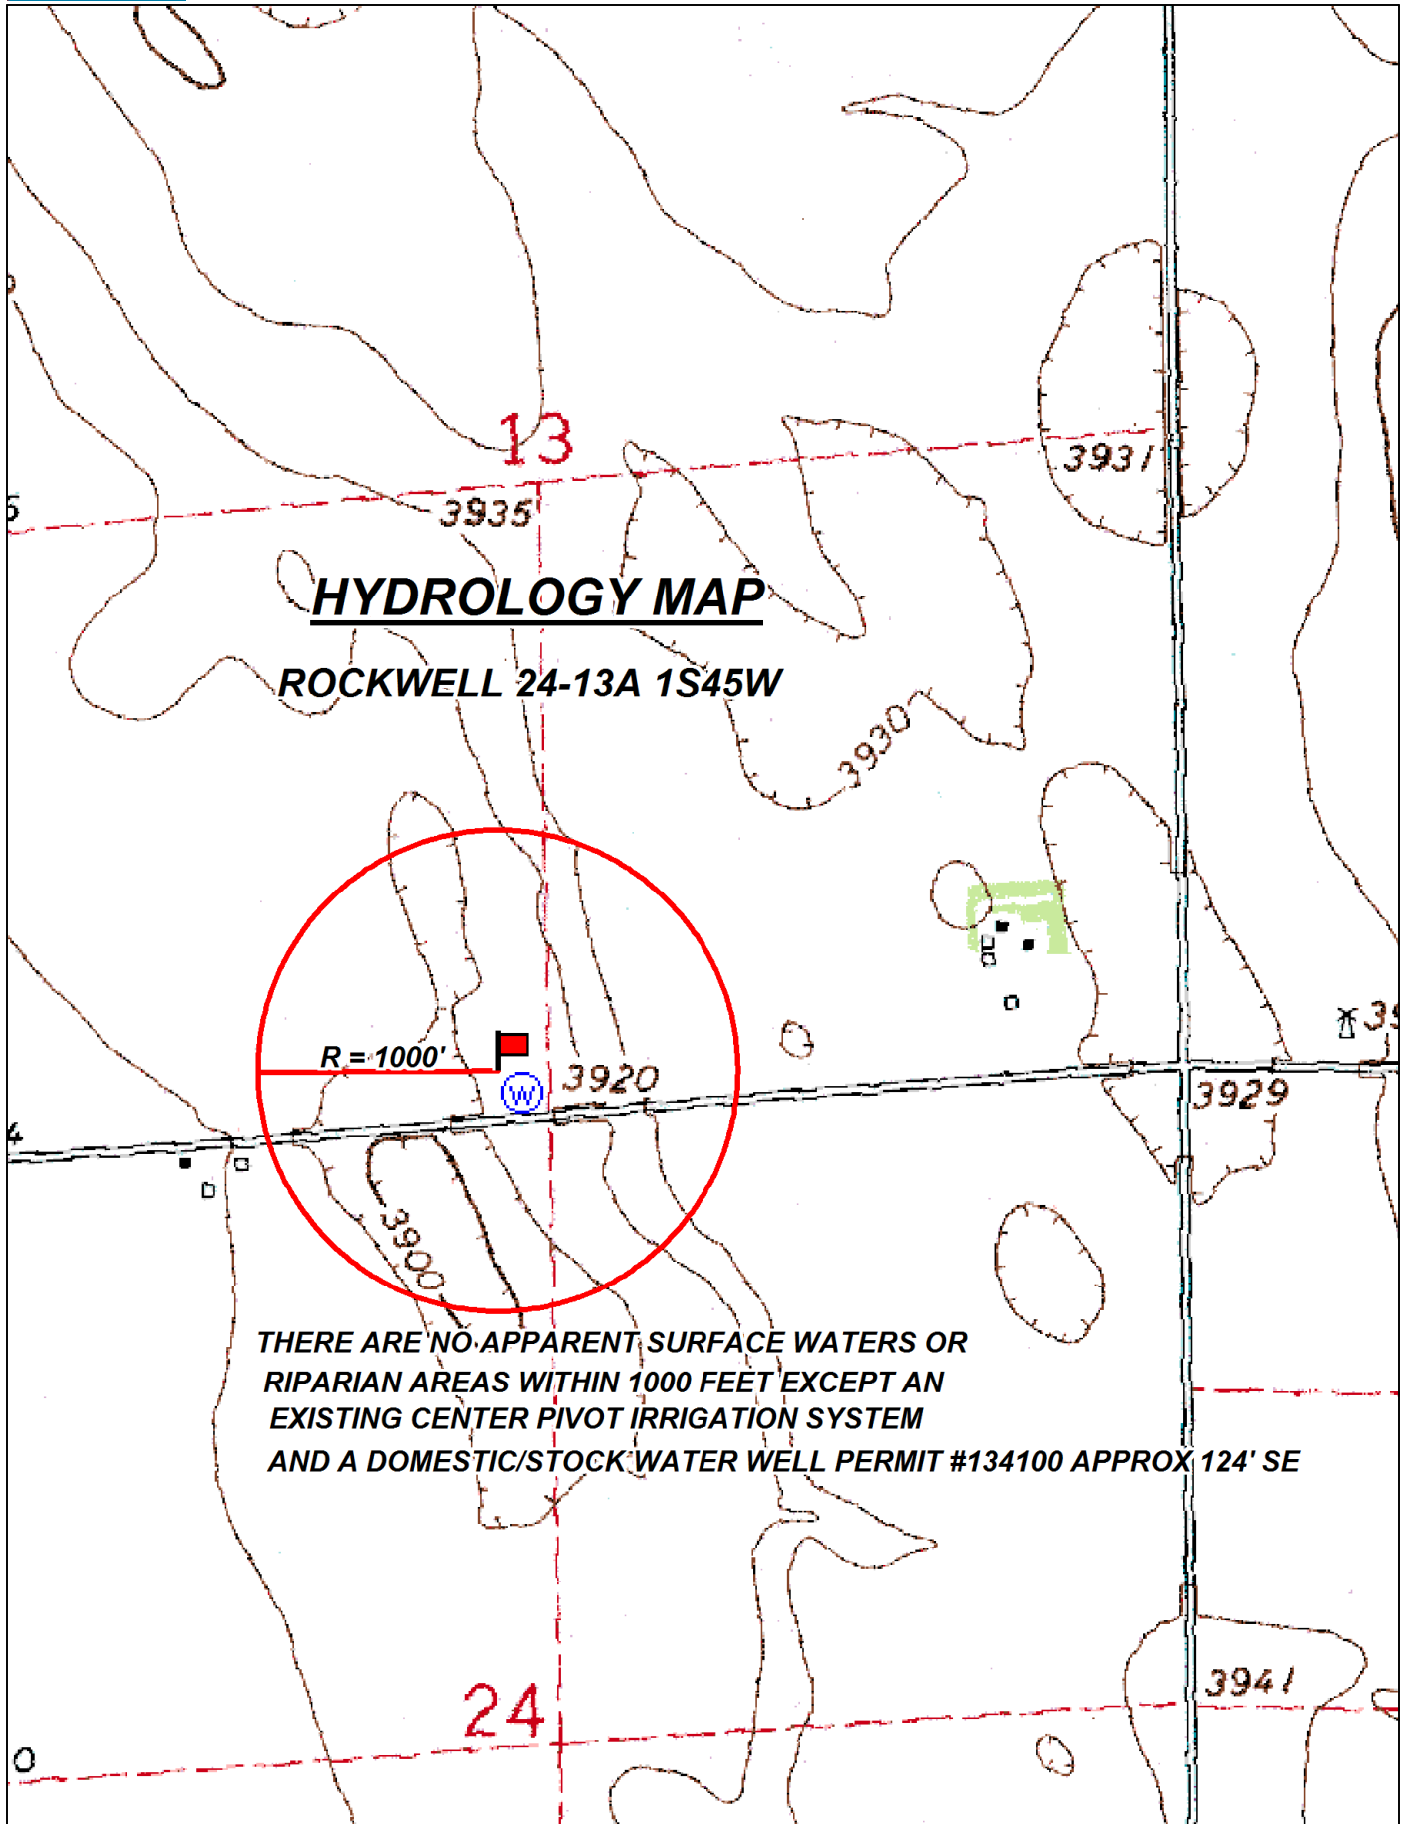 13
3931
3935
HYDROLOGY MAP
ROCKWELL 24-13A 1S45W
3930
R = 1000'
W
3920
3929
3900
THERE ARE NO APPARENT SURFACE WATERS OR
RIPARIAN AREAS WITHIN 1000 FEET EXCEPT AN
EXISTING CENTER PIVOT IRRIGATION SYSTEM
AND A DOMESTIC/STOCK WATER WELL PERMIT #134100 APPROX 124' SE
3941
24
0